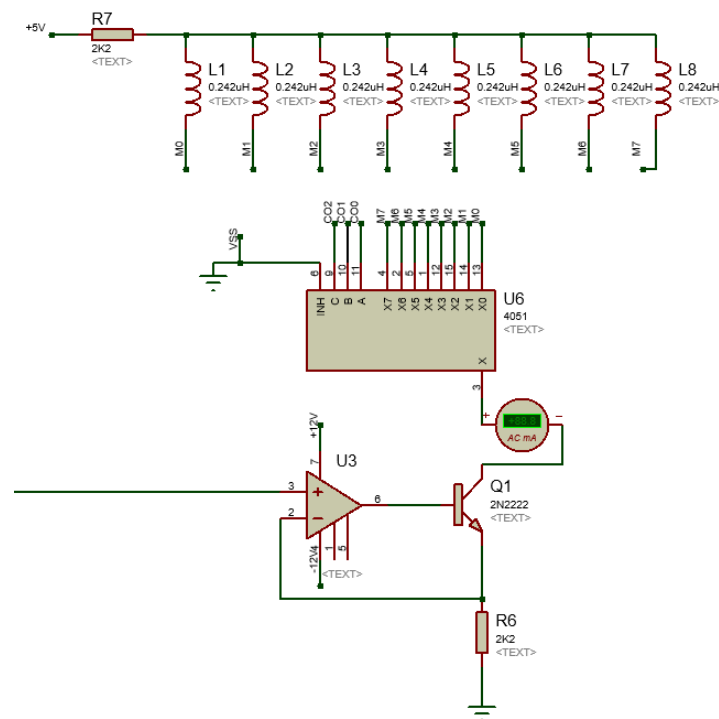 R7
+5V
2K2
<TEXT>
L1
0.242uH
<TEXT>
L2
0.242uH
<TEXT>
L3
0.242uH
<TEXT>
L4
0.242uH
<TEXT>
L5
0.242uH
<TEXT>
L6
0.242uH
<TEXT>
L7
0.242uH
<TEXT>
L8
0.242uH
<TEXT>
M0
M1
M2
M3
M4
M5
M6
M7
VSS
CO2
CO1
CO0
M7
M6
M5
M4
M3
M2
M1
M0
6
9
10
11
4
2
5
1
12
15
14
13
INH
C
B
A
X7
X6
X5
X4
X3
X2
X1
X0
U6
4051
<TEXT>
X
3
+
−
+88.8
AC mA
+12V
7
U3
3
+
2
−
6
-12V
4
1
5
<TEXT>
Q1
2N2222
<TEXT>
R6
2K2
<TEXT>